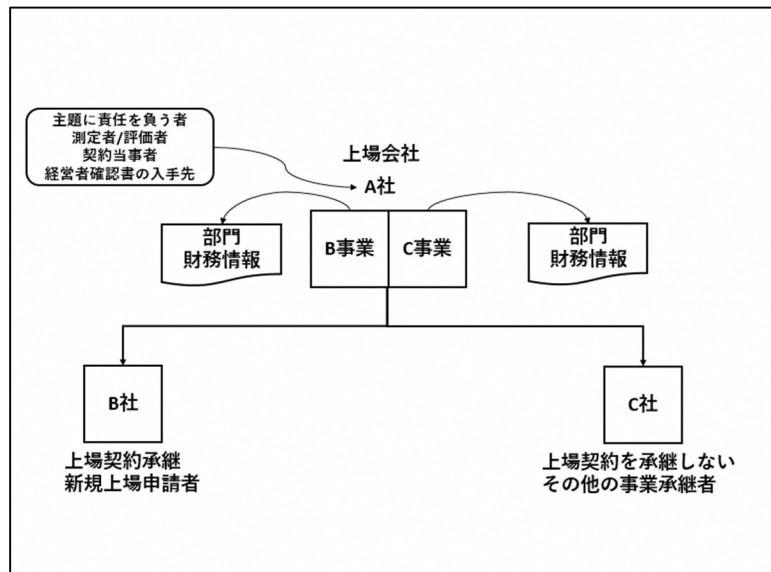 主題に責任を負う者
測定者/評価者
契約当事者
経営者確認書の入手先
上場会社
A社
部門
財務情報
B事業
C事業
部門
財務情報
B社
C社
上場契約承継
新規上場申請者
上場契約を承継しない
その他の事業承継者